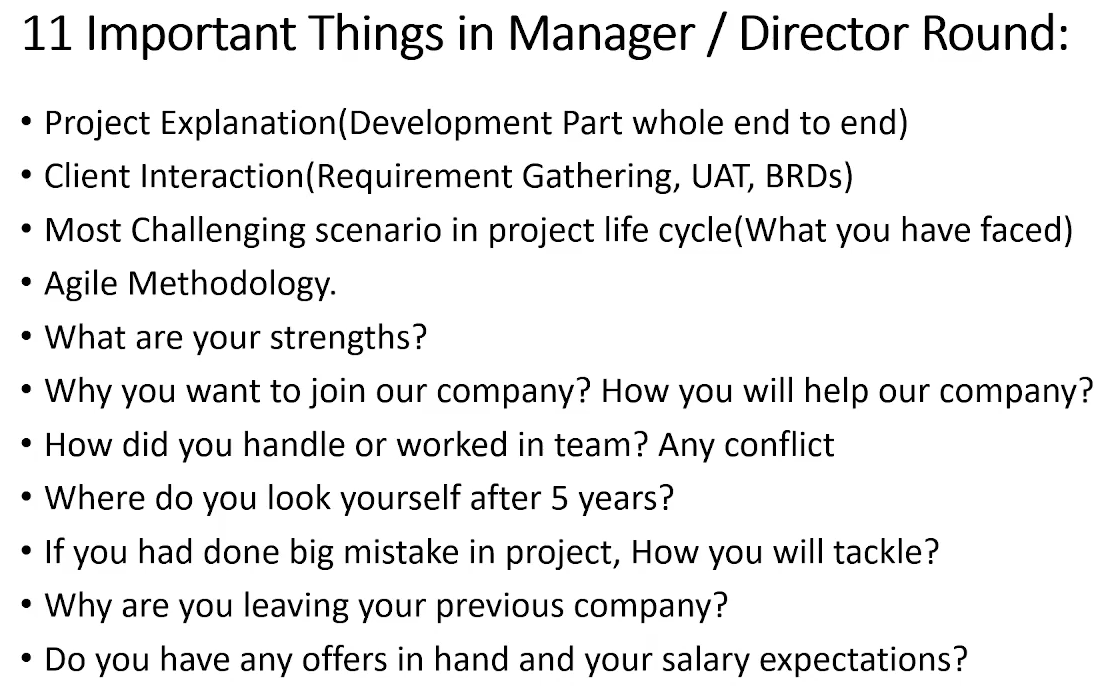 11 Important Things in Manager / Director Round:
• Project Explanation(Development Part whole end to end)
• Client Interaction(Requirement Gathering, UAT, BRDs)
• Most Challenging scenario in project life cycle(What you have faced)
• Agile Methodology.
• What are your strengths?
• Why you want to join our company? How you will help our company?
• How did you handle or worked in team? Any conflict
• Where do you look yourself after 5 years?
• If you had done big mistake in project, How you will tackle?
• Why are you leaving your previous company?
• Do you have any offers in hand and your salary expectations?